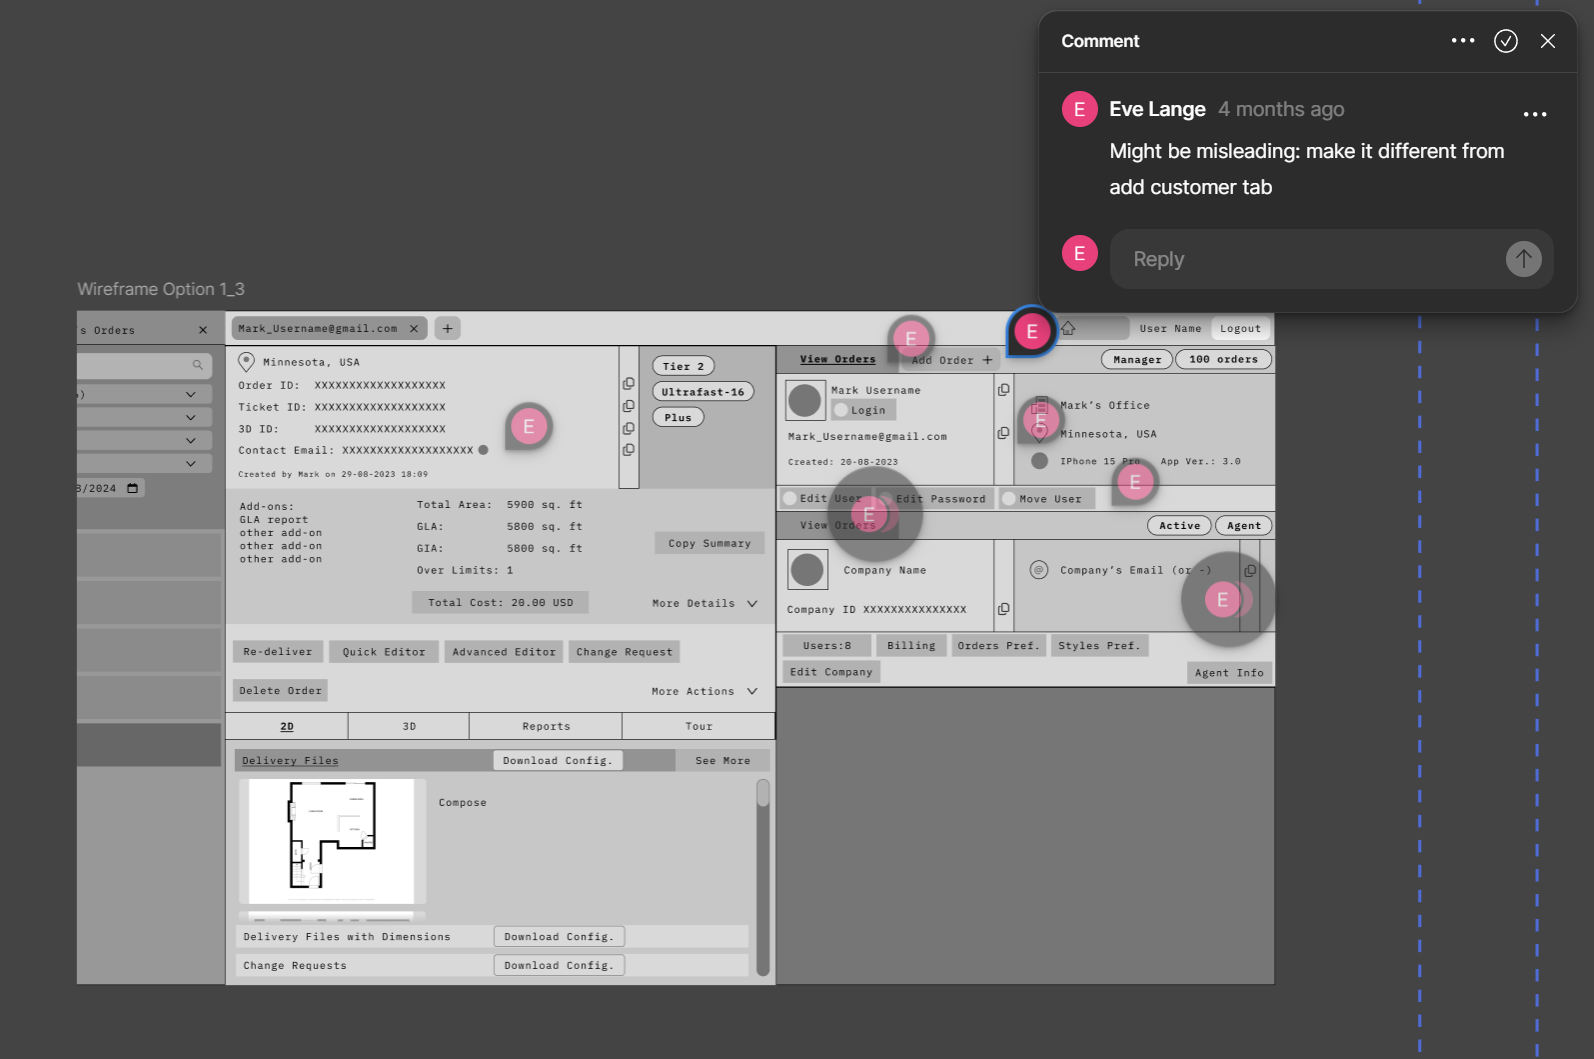 Comment
E
Eve Lange 4 months ago
Might be misleading: make it different from
add customer tab
E
Reply
Wireframe Option 1_3
s Orders
Mark_Username@gmail.com
E
E
User Name
Logout
Minnesota, USA
Order ID: XXXXXXXXXXXXXXXXXXX
Ticket ID: XXXXXXXXXXXXXXXXXXX
3D ID: XXXXXXXXXXXXXXXXXXX
Contact Email: XXXXXXXXXXXXXXXXXXX
Created by Mark on 29-08-2023 18:09
E
Tier 2
Ultrafast-16
Plus
View Orders
Add Order +
Manager
100 orders
Mark Username
Login
Mark_Username@gmail.com
Created: 20-08-2023
Mark's Office
E
Minnesota, USA
IPhone 15 Pro
App Ver.: 3.0
E
Edit User
Edit Password
Move User
8/2024
Add-ons:
GLA report
other add-on
other add-on
other add-on
Total Area: 5900 sq. ft
GLA: 5800 sq. ft
GIA: 5800 sq. ft
Over Limits: 1
Copy Summary
Total Cost: 20.00 USD
More Details
View Orders
E
Active
Agent
Company Name
Company ID XXXXXXXXXXXXXXX
@ Company's Email (or -)
E
Users:8
Billing
Orders Pref.
Styles Pref.
Edit Company
Agent Info
Re-deliver
Quick Editor
Advanced Editor
Change Request
Delete Order
More Actions
2D
3D
Reports
Tour
Delivery Files
Download Config.
See More
Compose
Delivery Files with Dimensions
Download Config.
Change Requests
Download Config.